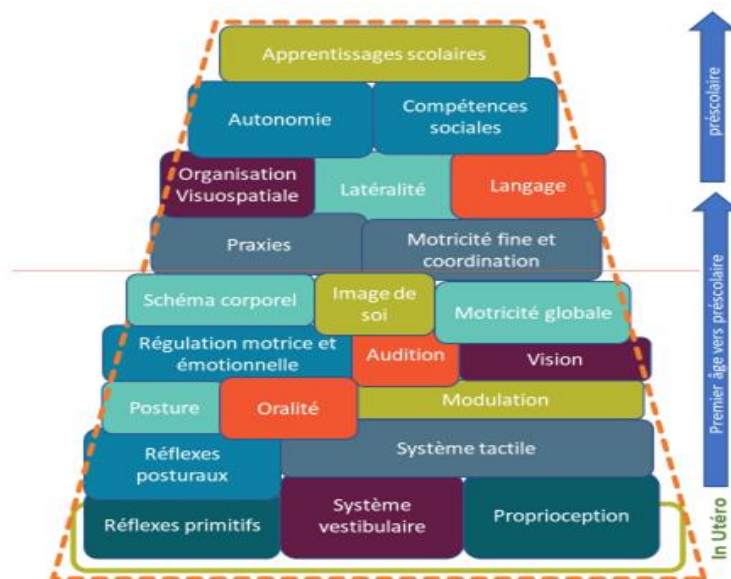 Apprentissages scolaires
Autonomie
Compétences
sociales
Organisation
Visuospatiale
Latéralité
Langage
Praxies
Motricité fine et
coordination
Schéma corporel
Image de
soi
Motricité globale
Régulation motrice et
émotionnelle
Audition
Vision
Posture
Oralité
Modulation
Réflexes
posturaux
Système tactile
Réflexes primitifs
Système
vestibulaire
Proprioception
préscolaire
Premier âge vers préscolaire
In Utéro